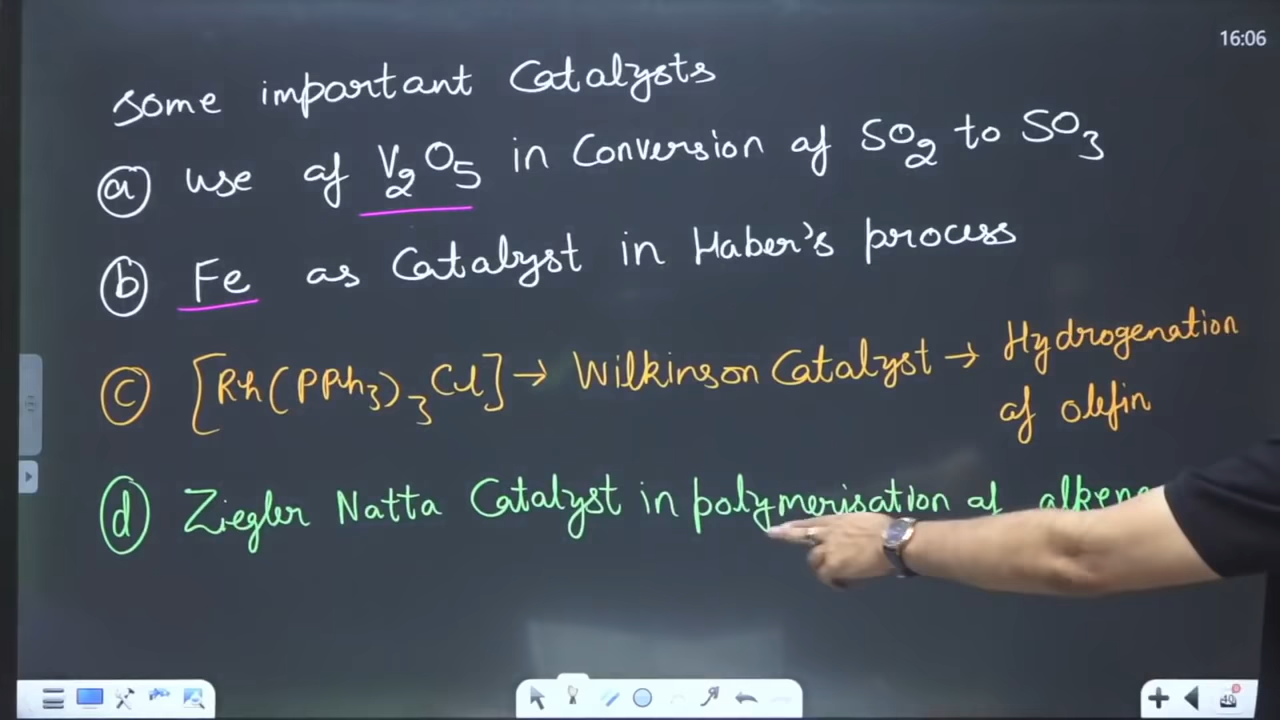 16:06
some important Catalysts
(a) use of V₂O₅ in Conversion of SO₂ to SO₃
(b) Fe as Catalyst in Haber's process
(c) [Rh(PPh₃)₃Cl] → Wilkinson Catalyst → Hydrogenation
of olefin
(d) Ziegler Natta Catalyst in polymerisation of